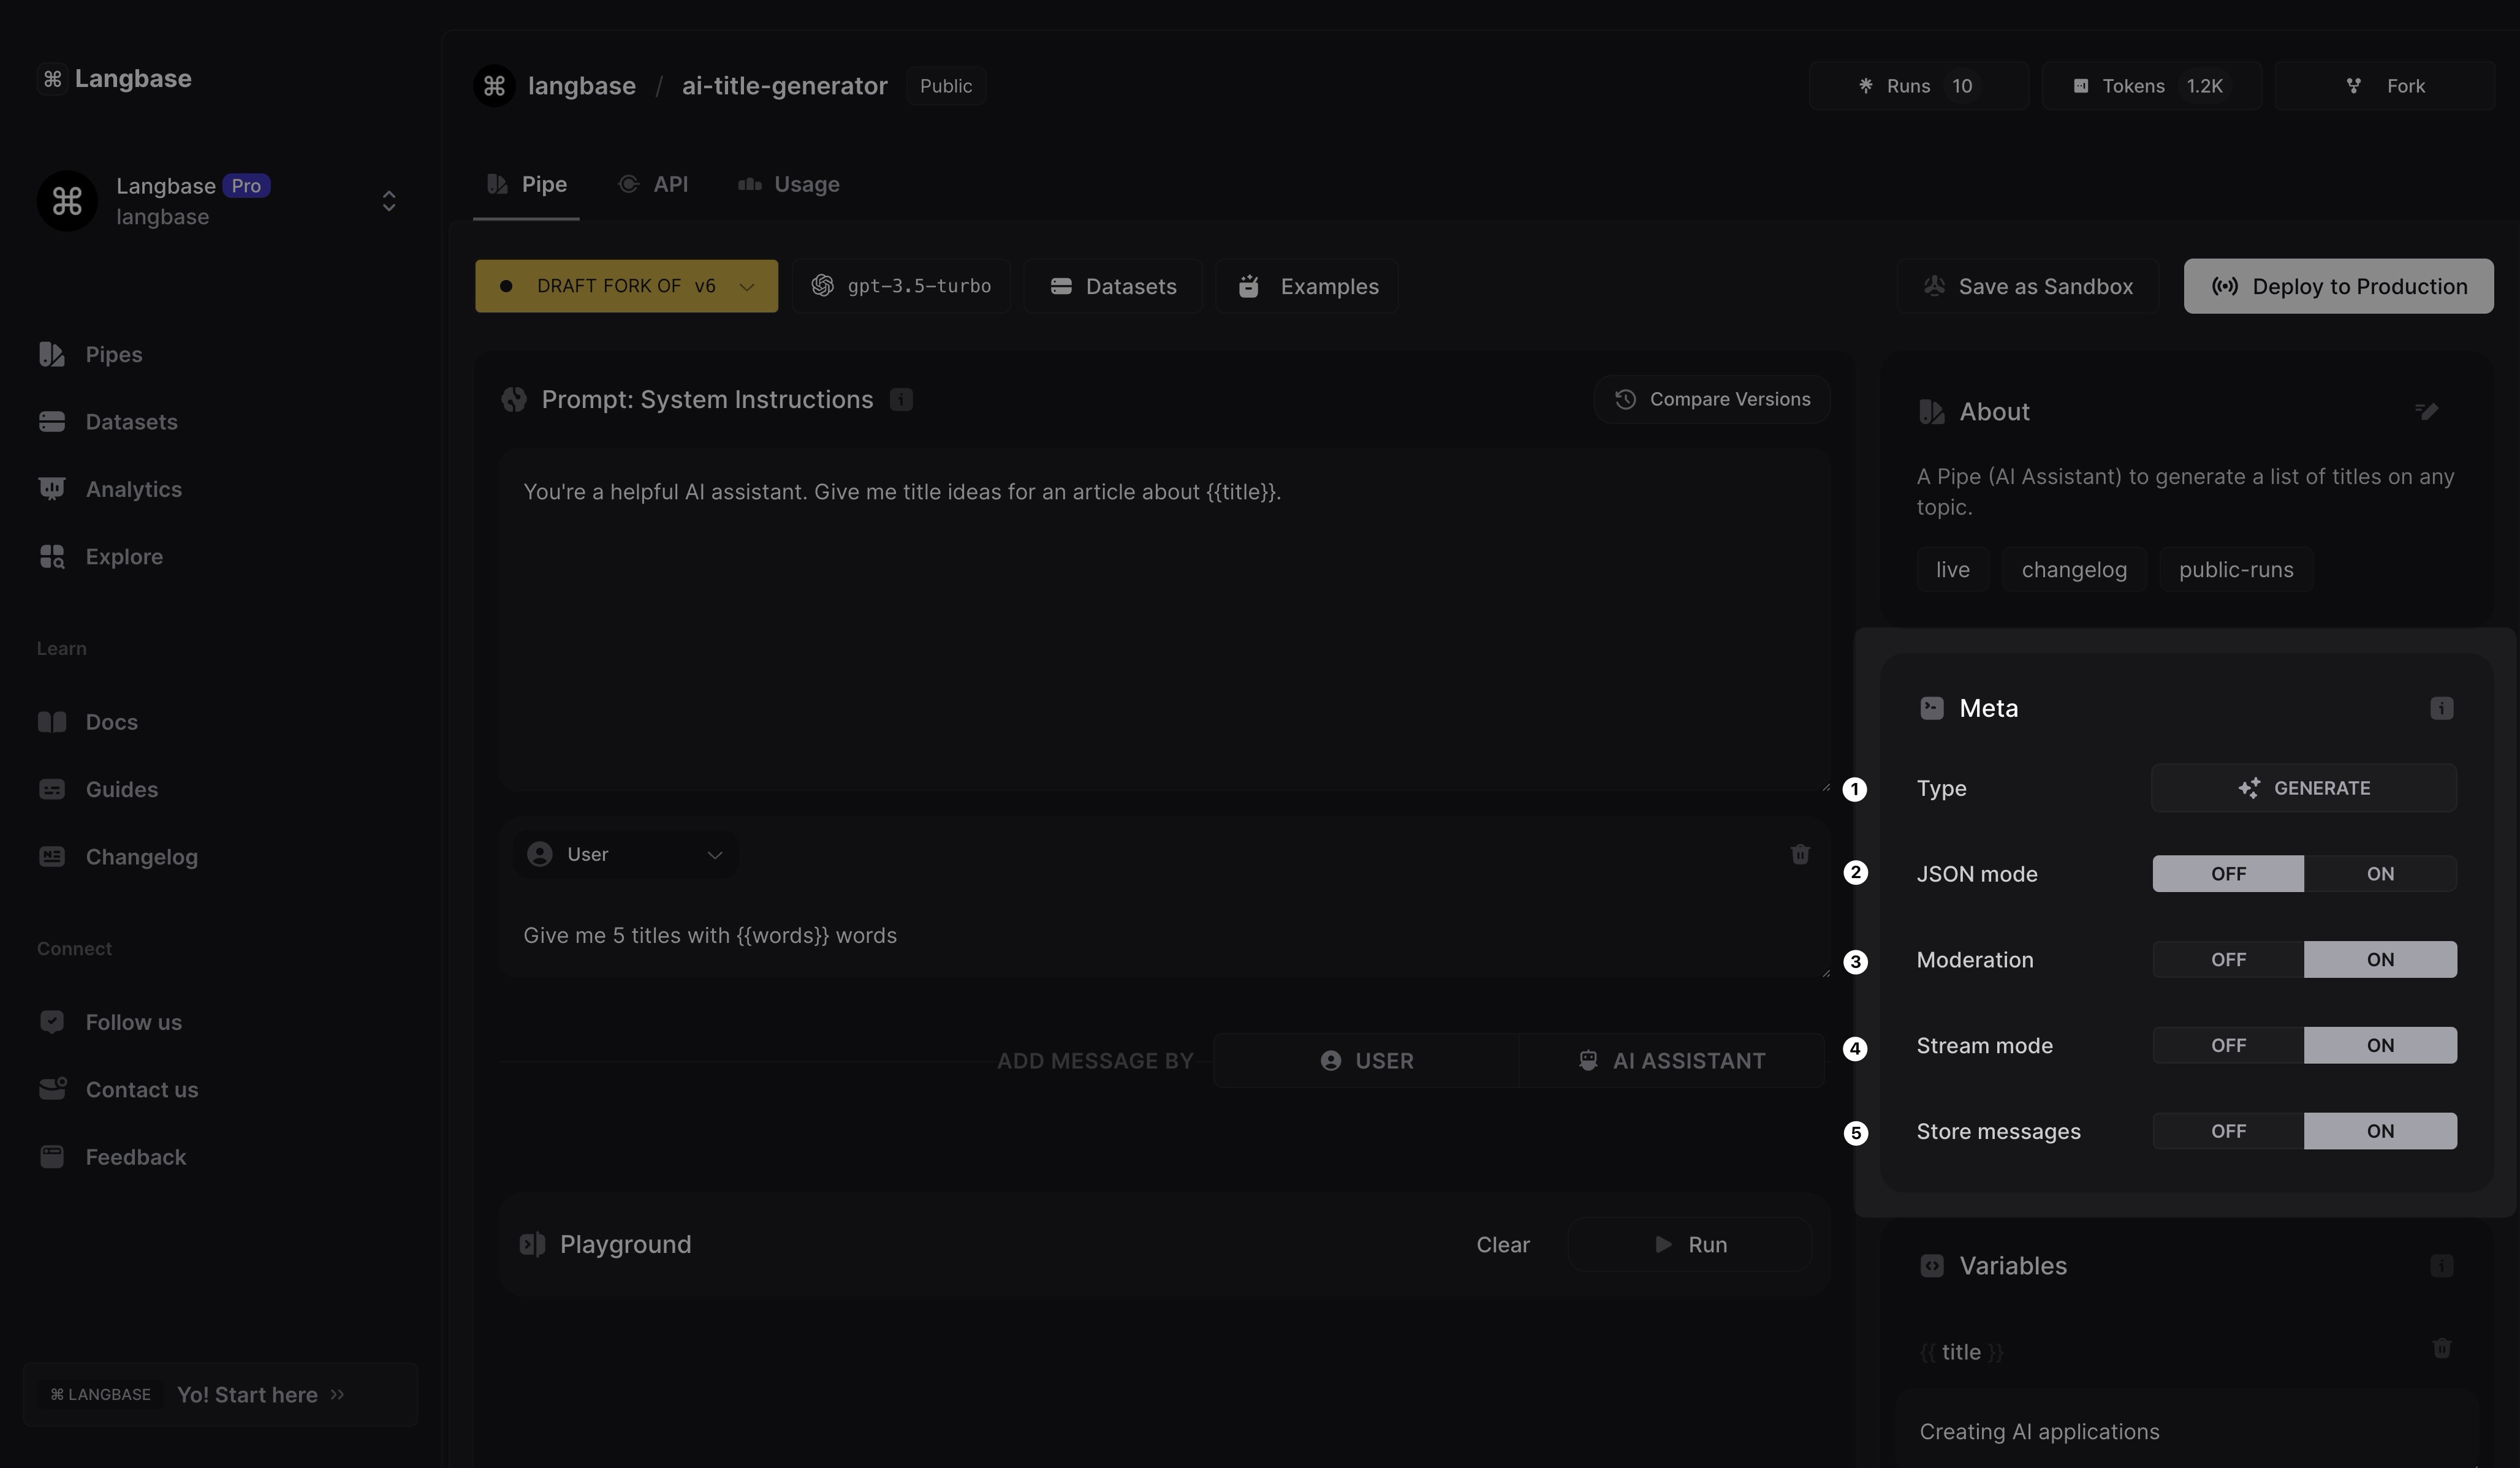 Langbase
Langbase Pro
langbase
Pipes
Datasets
Analytics
Explore
Learn
Docs
Guides
Changelog
Connect
Follow us
Contact us
Feedback
⌘ LANGBASE Yo! Start here
langbase / ai-title-generator Public
Runs 10
Tokens 1.2K
Fork
Pipe API Usage
DRAFT FORK OF v6
gpt-3.5-turbo
Datasets
Examples
Save as Sandbox
Deploy to Production
Prompt: System Instructions
Compare Versions
You're a helpful AI assistant. Give me title ideas for an article about {{title}}.
User
Give me 5 titles with {{words}} words
ADD MESSAGE BY USER AI ASSISTANT
Playground Clear Run
About
A Pipe (AI Assistant) to generate a list of titles on any
topic.
live changelog public-runs
Meta
1 Type GENERATE
2 JSON mode OFF ON
3 Moderation OFF ON
4 Stream mode OFF ON
5 Store messages OFF ON
Variables
{{ title }}
Creating AI applications